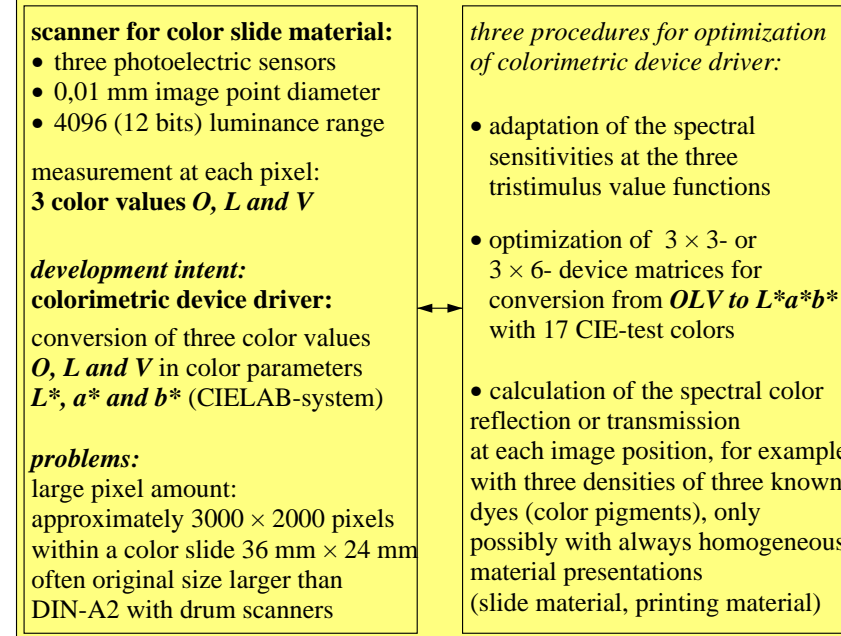 scanner for color slide material:
• three photoelectric sensors
• 0,01 mm image point diameter
• 4096 (12 bits) luminance range
measurement at each pixel:
3 color values O, L and V
development intent:
colorimetric device driver:
conversion of three color values
O, L and V in color parameters
L*, a* and b* (CIELAB-system)
problems:
large pixel amount:
approximately 3000 × 2000 pixels
within a color slide 36 mm × 24 mm
often original size larger than
DIN-A2 with drum scanners
three procedures for optimization
of colorimetric device driver:
• adaptation of the spectral
sensitivities at the three
tristimulus value functions
• optimization of 3 × 3- or
3 × 6- device matrices for
conversion from OLV to L*a*b*
with 17 CIE-test colors
• calculation of the spectral color
reflection or transmission
at each image position, for example
with three densities of three known
dyes (color pigments), only
possibly with always homogeneous
material presentations
(slide material, printing material)